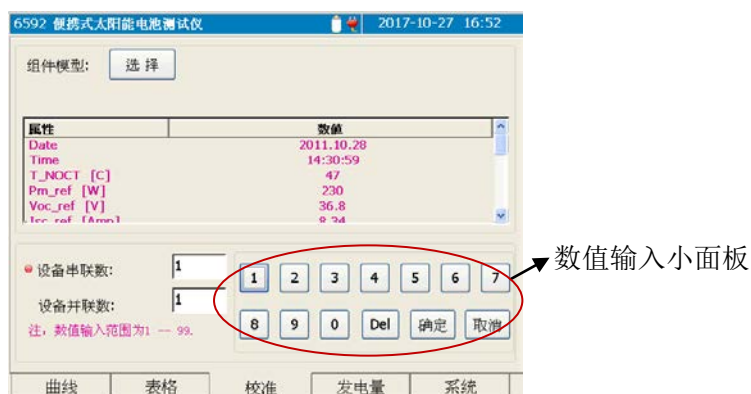 6592 便携式太阳能电池测试仪 2017-10-27 16:52
组件模型: 选 择
属性 数值
Date 2011.10.28
Time 14:30:59
T_NOCT [C] 47
Pm_ref [W] 230
Voc_ref [V] 36.8
Isc_ref [Amp] 8.34
设备串联数: 1
1 2 3 4 5 6 7
数值输入小面板
设备并联数: 1
8 9 0 Del 确定 取消
注, 数值输入范围为1 -- 99.
曲线 表格 校准 发电量 系统